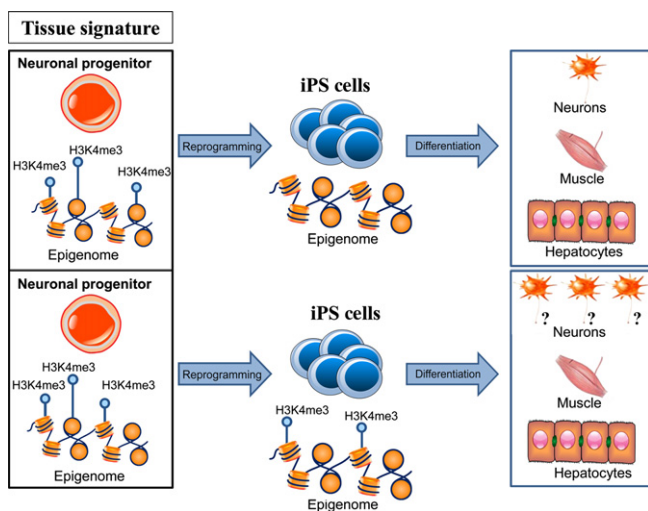 Tissue signature
Neuronal progenitor
H3K4me3
H3K4me3
H3K4me3
Epigenome
Reprogramming
iPS cells
Epigenome
Differentiation
Neurons
Muscle
Hepatocytes
Neuronal progenitor
H3K4me3
H3K4me3
H3K4me3
Epigenome
Reprogramming
iPS cells
H3K4me3
H3K4me3
Epigenome
Differentiation
? ? ?
Neurons
Muscle
Hepatocytes